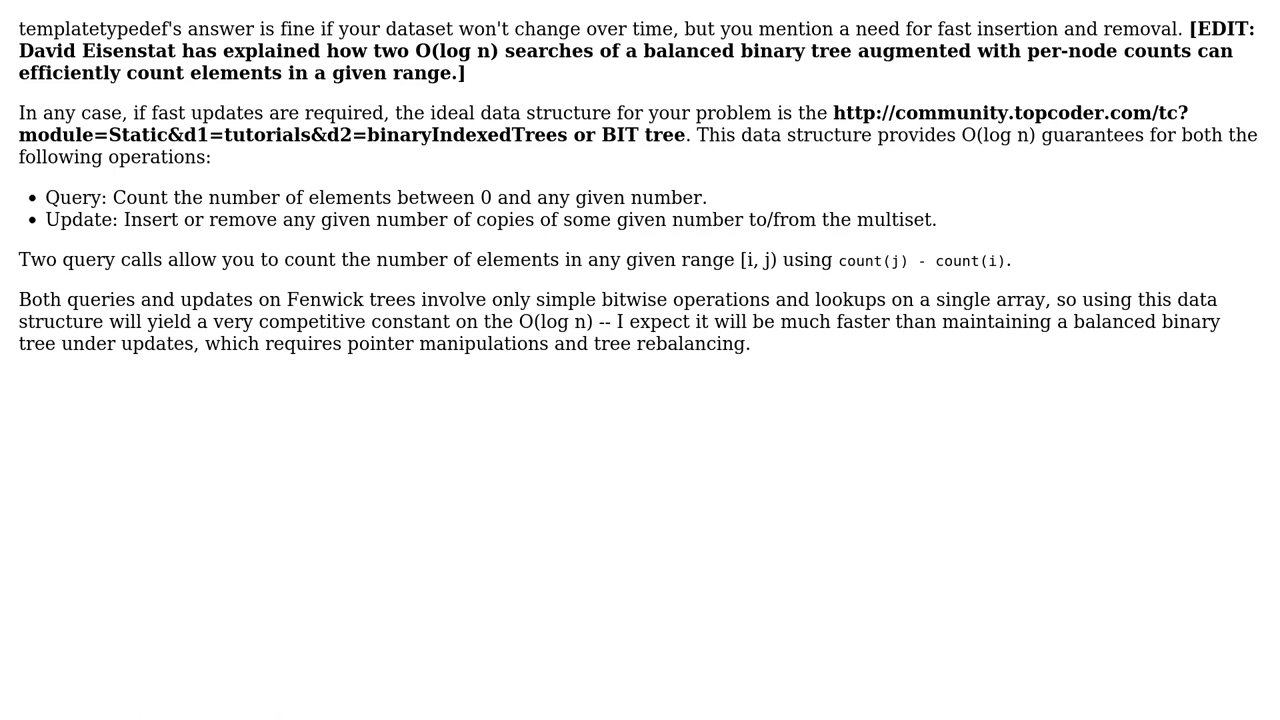 templatetypedef's answer is fine if your dataset won't change over time, but you mention a need for fast insertion and removal. [EDIT:
David Eisenstat has explained how two O(log n) searches of a balanced binary tree augmented with per-node counts can
efficiently count elements in a given range.]
In any case, if fast updates are required, the ideal data structure for your problem is the http://community.topcoder.com/tc?
module=Static&d1=tutorials&d2=binaryIndexedTrees or BIT tree. This data structure provides O(log n) guarantees for both the
following operations:
• Query: Count the number of elements between 0 and any given number.
• Update: Insert or remove any given number of copies of some given number to/from the multiset.
Two query calls allow you to count the number of elements in any given range [i, j) using count(j) - count(i).
Both queries and updates on Fenwick trees involve only simple bitwise operations and lookups on a single array, so using this data
structure will yield a very competitive constant on the O(log n) -- I expect it will be much faster than maintaining a balanced binary
tree under updates, which requires pointer manipulations and tree rebalancing.